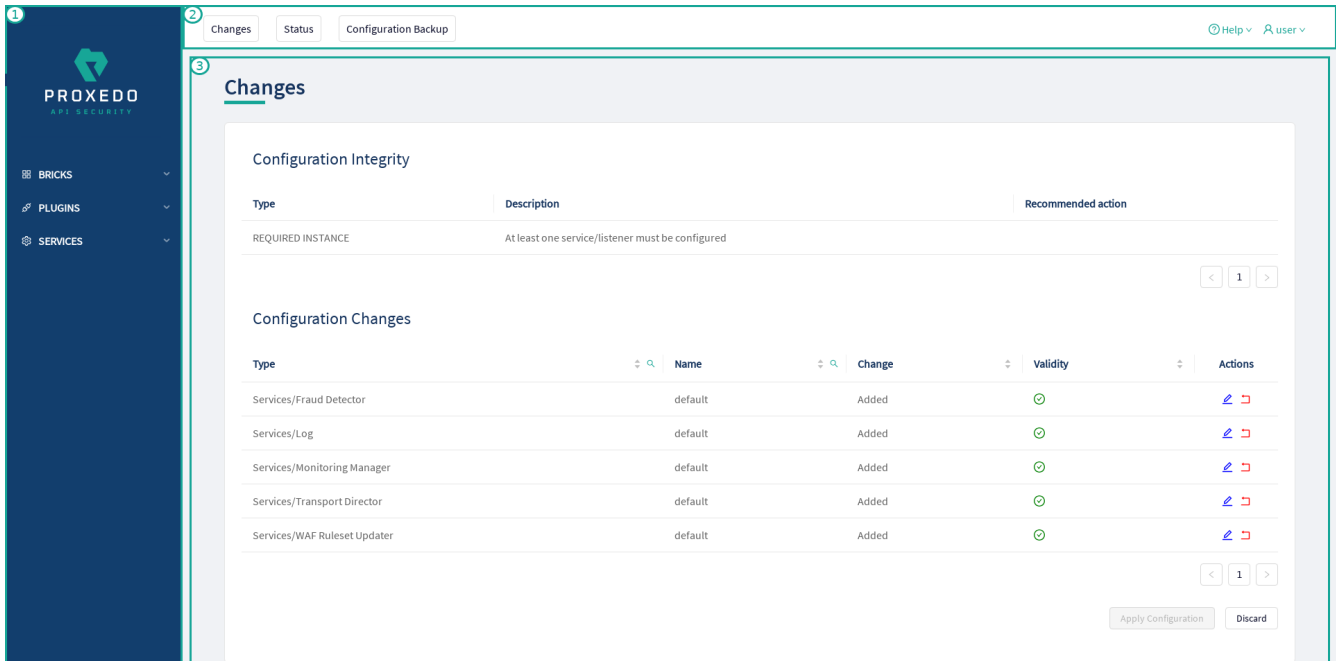 1
2
3
PROXEDO
API SECURITY
BRICKS
PLUGINS
SERVICES
Changes Status Configuration Backup Help user
Changes
Configuration Integrity
Type Description Recommended action
REQUIRED INSTANCE At least one service/listener must be configured
< 1 >
Configuration Changes
Type Name Change Validity Actions
Services/Fraud Detector default Added
Services/Log default Added
Services/Monitoring Manager default Added
Services/Transport Director default Added
Services/WAF Ruleset Updater default Added
< 1 >
Apply Configuration Discard